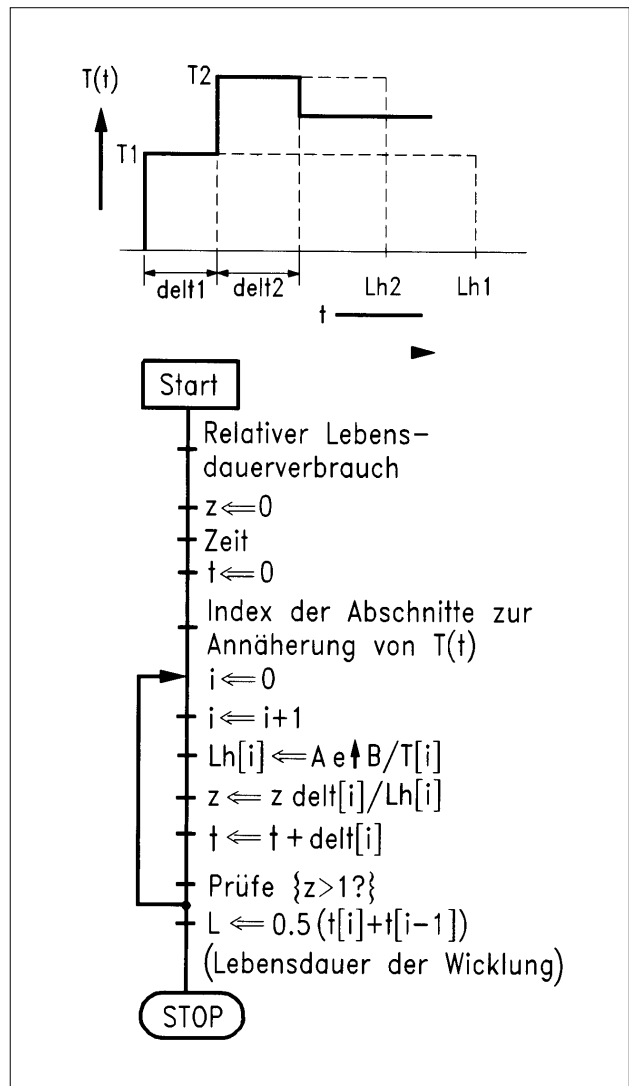 T(t)
T2
T1
delt1
delt2
Lh2
Lh1
t
Start
Relativer Lebens-
dauerverbrauch
z⇐0
Zeit
t⇐0
Index der Abschnitte zur
Annäherung von T(t)
i⇐0
i⇐i+1
Lh[i]⇐A e↑B/T[i]
z⇐z delt[i]/Lh[i]
t⇐t+delt[i]
Prüfe {z>1?}
L⇐0.5(t[i]+t[i-1])
(Lebensdauer der Wicklung)
STOP